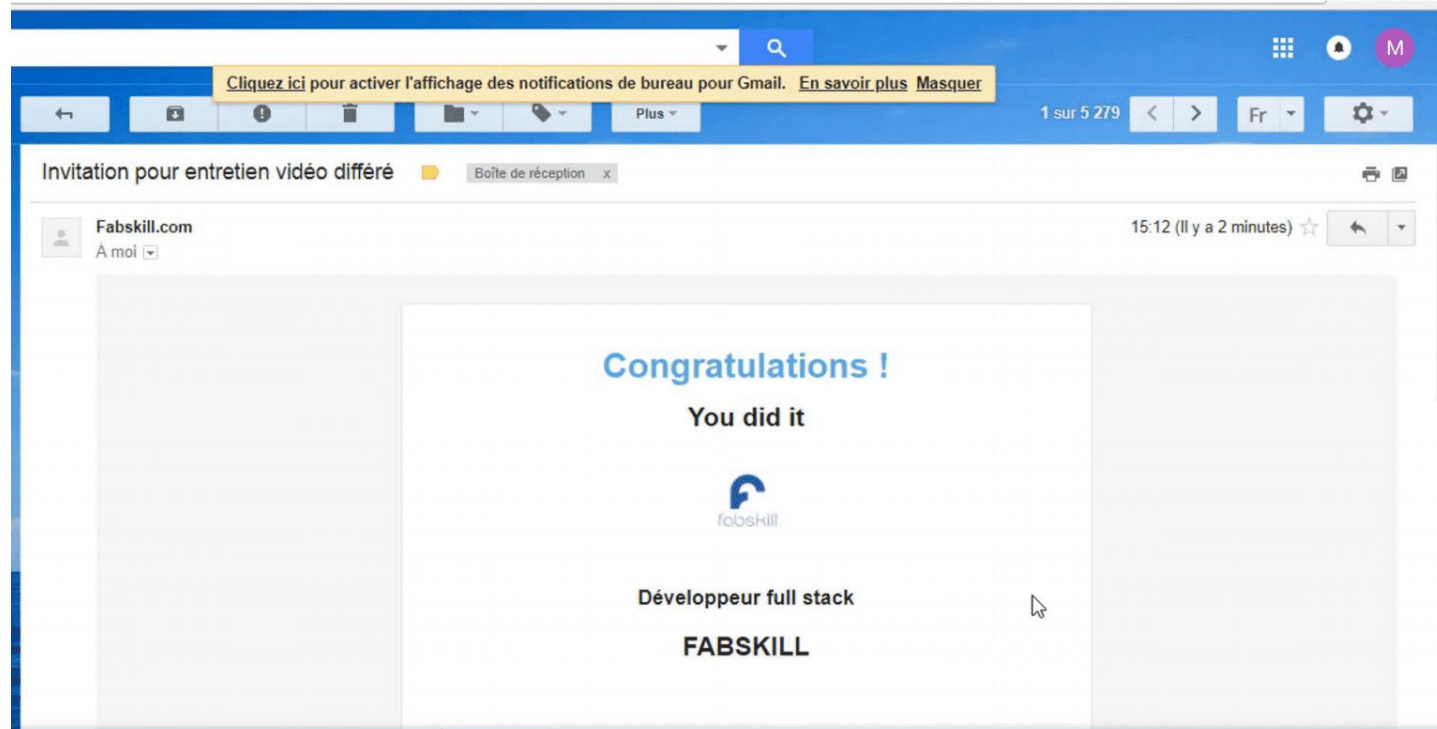 M
Cliquez ici pour activer l'affichage des notifications de bureau pour Gmail. En savoir plus Masquer
Plus
1 sur 5 279
Fr
Invitation pour entretien vidéo différé
Boîte de réception x
Fabskill.com
15:12 (Il y a 2 minutes)
À moi
Congratulations !
You did it
fabskill
Développeur full stack
FABSKILL